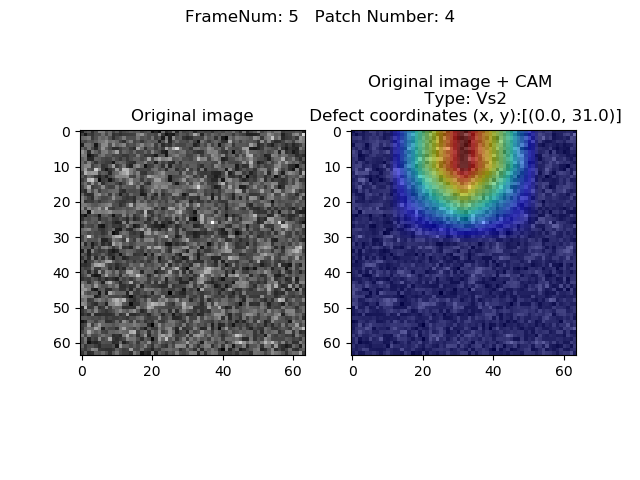 FrameNum: 5   Patch Number: 4
Original image
0
10
20
30
40
50
60
0 20 40 60
Original image + CAM
Type: Vs2
Defect coordinates (x, y):[(0.0, 31.0)]
0
10
20
30
40
50
60
0 20 40 60